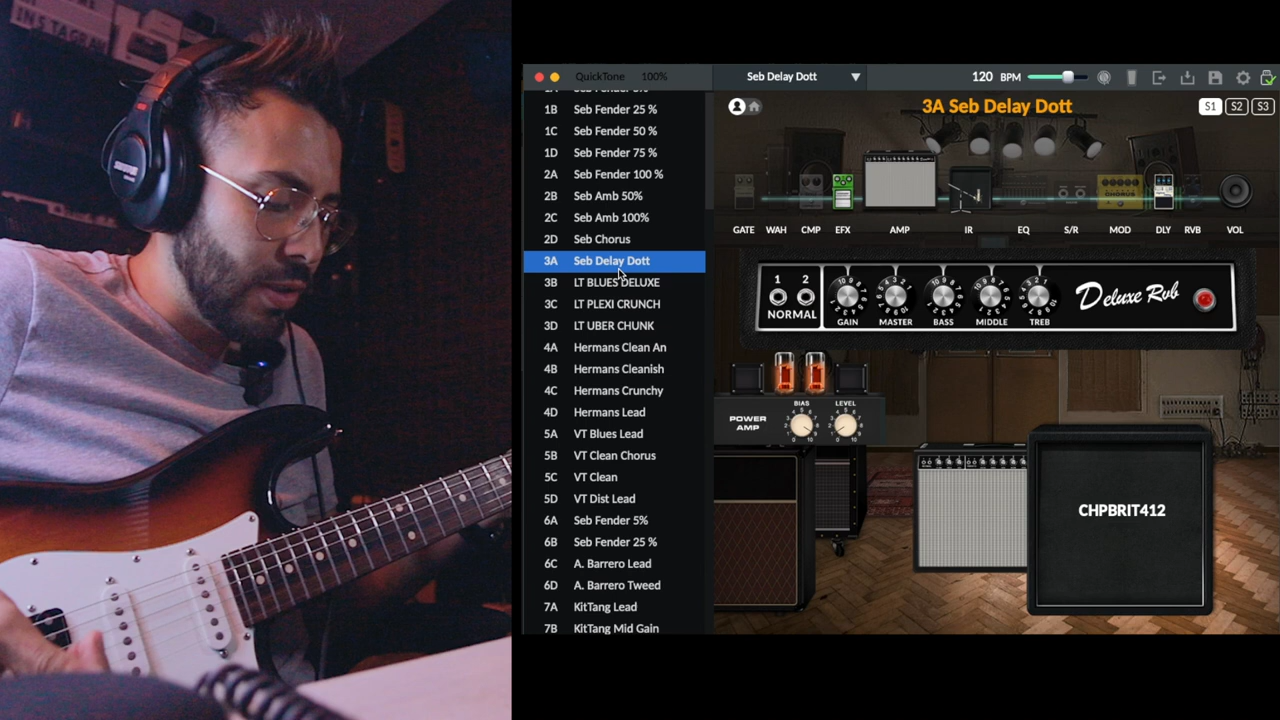 INSTAGRAM
QuickTone 100%
Seb Delay Dott
120 BPM
1B Seb Fender 25 %
1C Seb Fender 50 %
1D Seb Fender 75 %
2A Seb Fender 100 %
2B Seb Amb 50%
2C Seb Amb 100%
2D Seb Chorus
3A Seb Delay Dott
3B LT BLUES DELUXE
3C LT PLEXI CRUNCH
3D LT UBER CHUNK
4A Hermans Clean An
4B Hermans Cleanish
4C Hermans Crunchy
4D Hermans Lead
5A VT Blues Lead
5B VT Clean Chorus
5C VT Clean
5D VT Dist Lead
6A Seb Fender 5%
6B Seb Fender 25 %
6C A. Barrero Lead
6D A. Barrero Tweed
7A KitTang Lead
7B KitTang Mid Gain
3A Seb Delay Dott
S1 S2 S3
GATE WAH CMP EFX AMP IR EQ S/R MOD DLY RVB VOL
1 2
NORMAL
GAIN MASTER BASS MIDDLE TREB
Deluxe Rvb
POWER AMP
BIAS LEVEL
CHPBRIT412